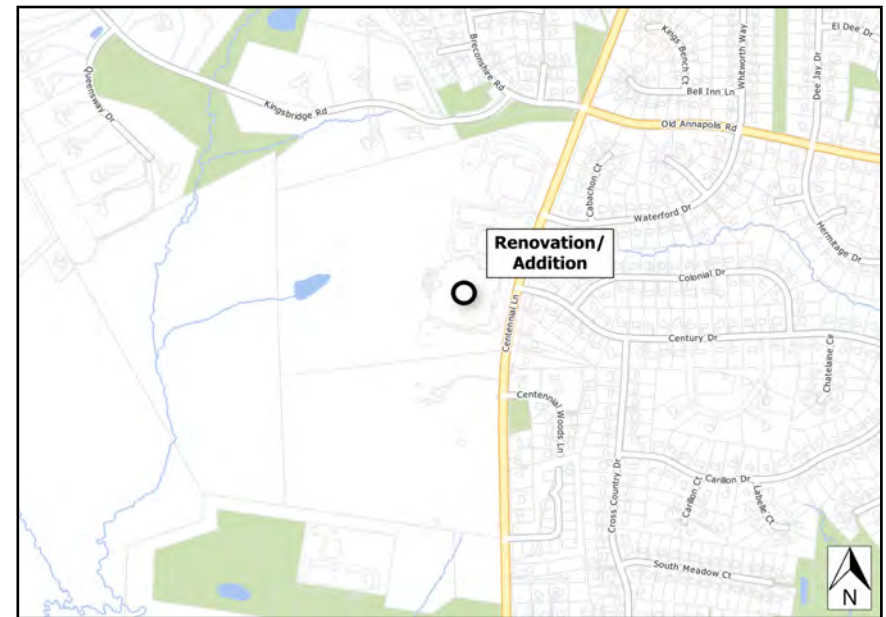 El Dee Dr
Kings Bench Ct
Whitworth Way
Dee Jay Dr
Breconshire Rd
Bell Inn Ln
Queensway Dr
Kingsbridge Rd
Old Annapolis Rd
Cabachon Ct
Waterford Dr
Hermitage Dr
Renovation/
Addition
Colonial Dr
Centennial Ln
Century Dr
Chatelaine Cir
Centennial Woods Ln
Cross Country Dr
Carillon Dr
Carillon Ct
Labelle Ct
South Meadow Ct
N